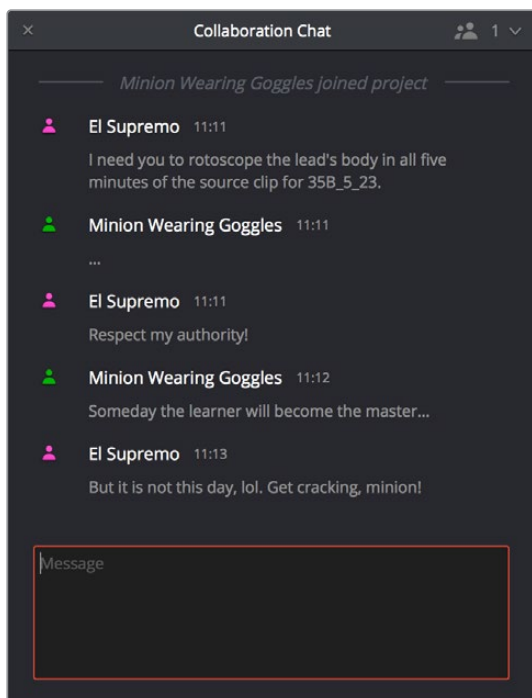 Collaboration Chat 1
Minion Wearing Goggles joined project
El Supremo 11:11
I need you to rotoscope the lead's body in all five
minutes of the source clip for 35B_5_23.
Minion Wearing Goggles 11:11
...
El Supremo 11:11
Respect my authority!
Minion Wearing Goggles 11:12
Someday the learner will become the master...
El Supremo 11:13
But it is not this day, lol. Get cracking, minion!
Message